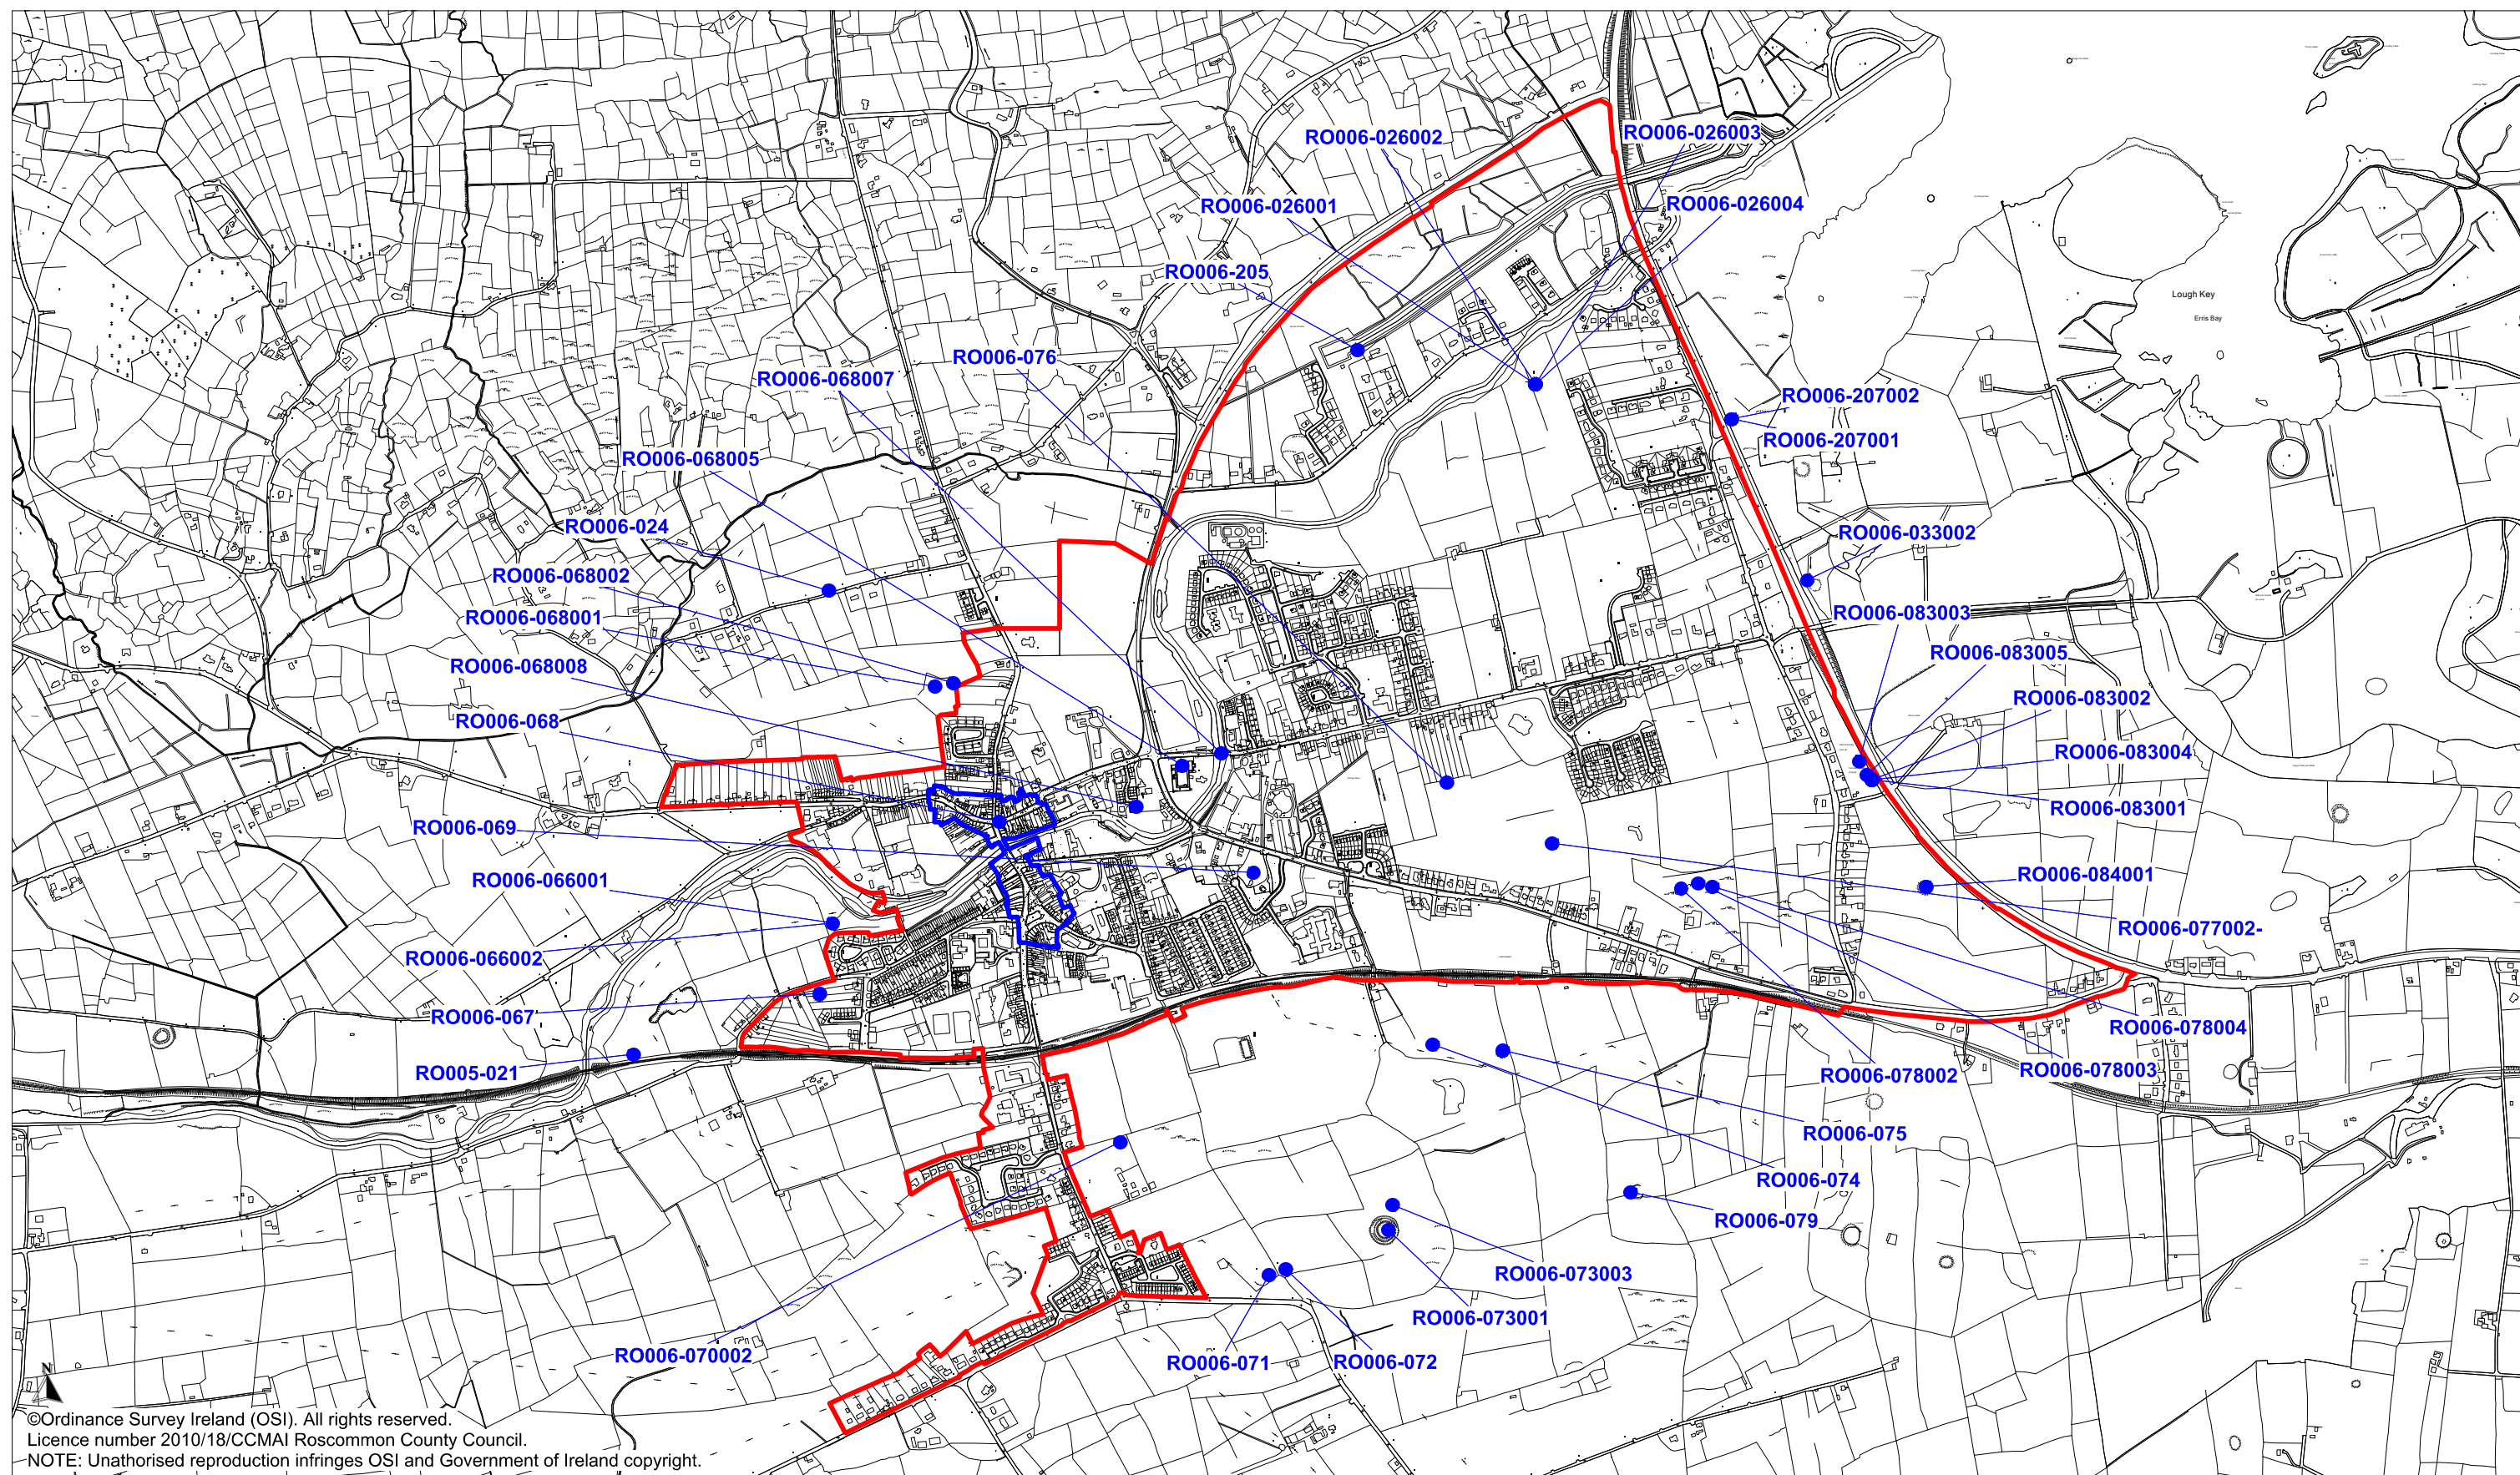 RO006-026003
RO006-026002
RO006-026004
RO006-026001
RO006-205
Lough Key
Erris Bay
RO006-076
RO006-068007
RO006-207002
RO006-207001
RO006-068005
RO006-024
RO006-033002
RO006-068002
RO006-068001
RO006-083003
RO006-083005
RO006-068008
RO006-083002
RO006-068
RO006-083004
RO006-083001
RO006-069
RO006-084001
RO006-066001
RO006-077002-
RO006-066002
RO006-067
RO006-078004
RO005-021
RO006-078003
RO006-078002
RO006-075
RO006-074
RO006-079
RO006-073003
RO006-073001
RO006-070002
RO006-071
RO006-072
N
©Ordinance Survey Ireland (OSI). All rights reserved.
Licence number 2010/18/CCMAI Roscommon County Council.
NOTE: Unathorised reproduction infringes OSI and Government of Ireland copyright.